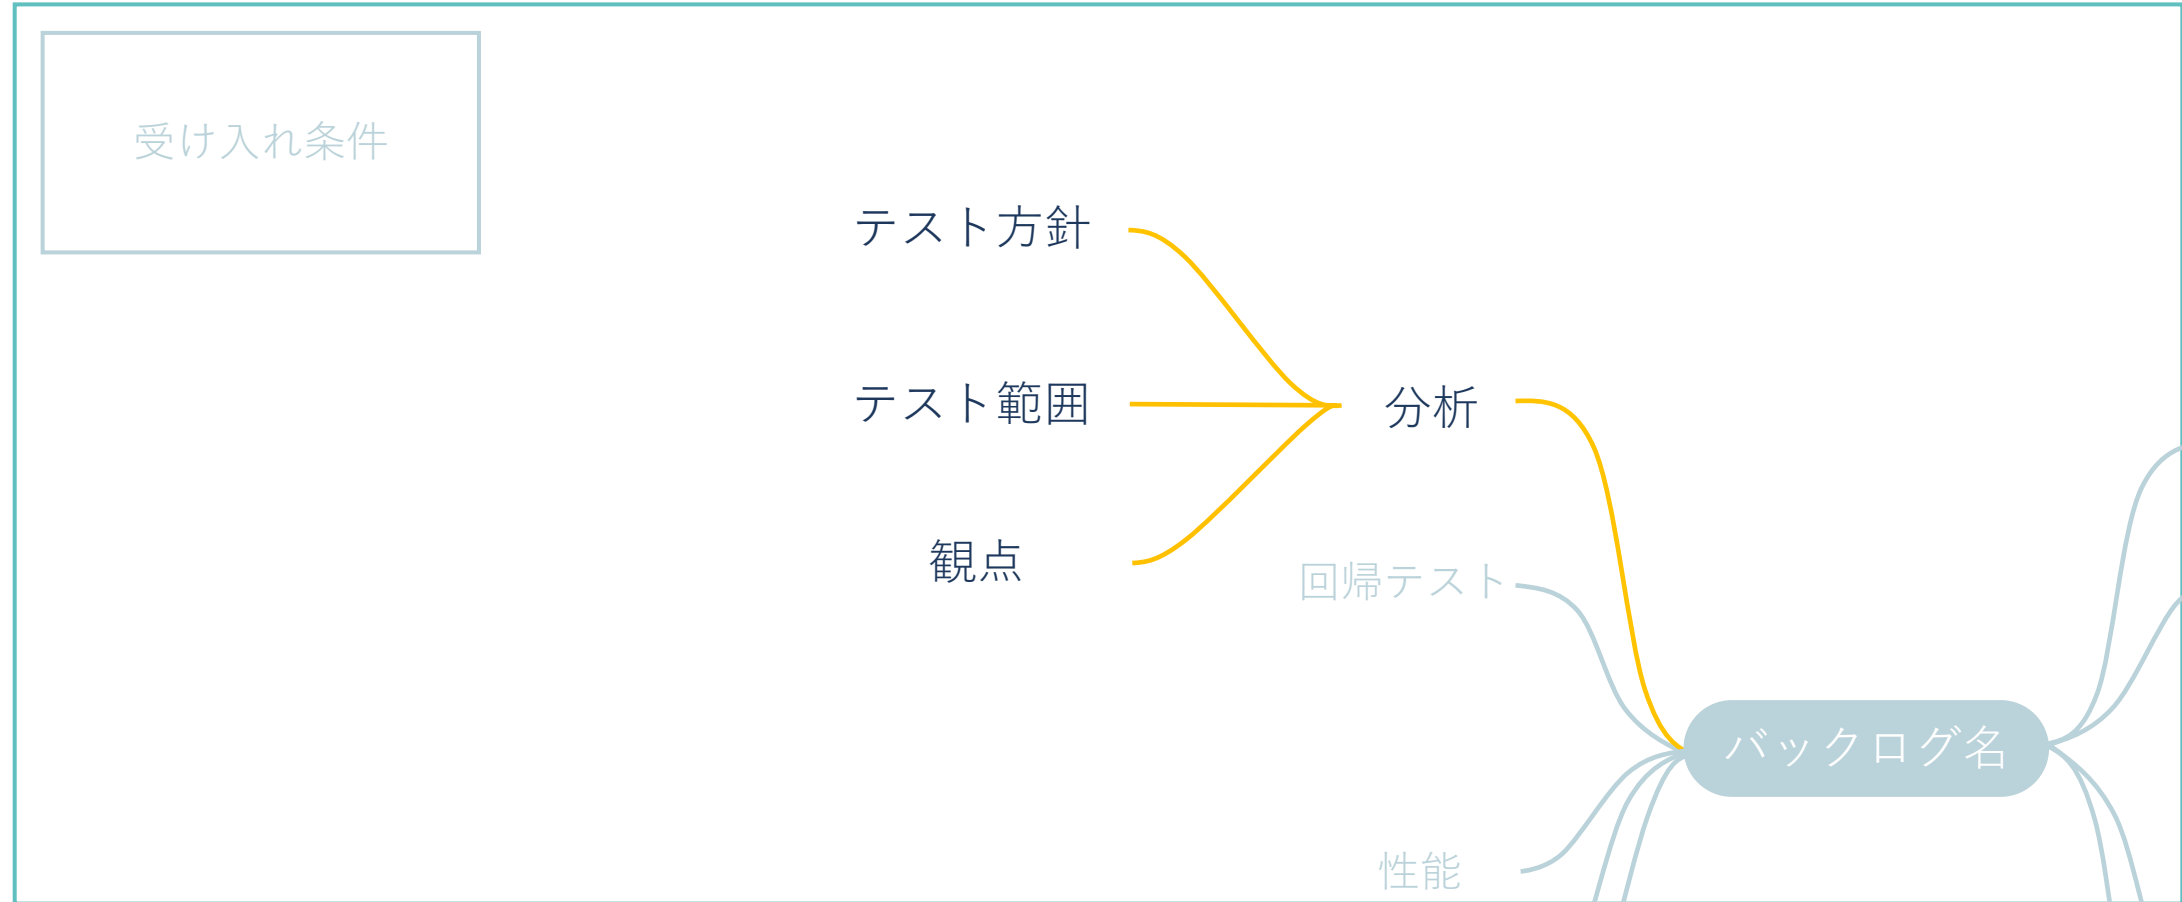 受け入れ条件
テスト方針
テスト範囲
分析
観点
回帰テスト
バックログ名
性能